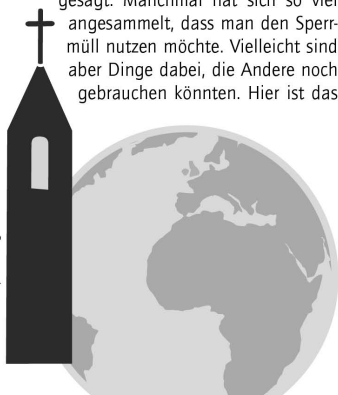 gesagt. Manchmal hat sich so viel
angesammelt, dass man den Sperr-
müll nutzen möchte. Vielleicht sind
aber Dinge dabei, die Andere noch
gebrauchen könnten. Hier ist das